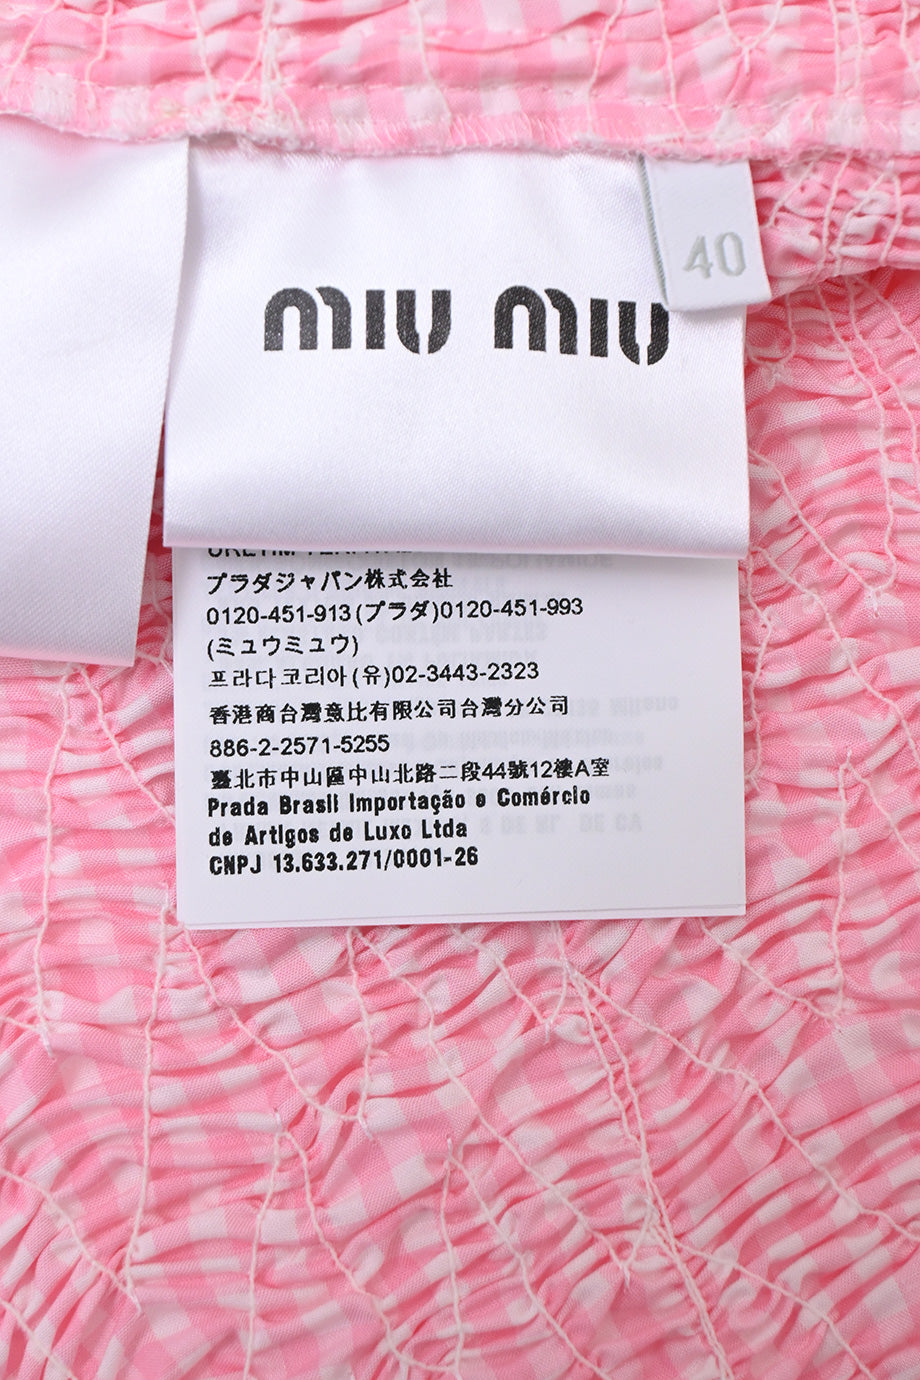 miu miu
40
プラダジャパン株式会社
0120-451-913(プラダ)0120-451-993
(ミュウミュウ)
프라다코리아(유)02-3443-2323
香港商台灣意比有限公司台灣分公司
886-2-2571-5255
臺北市中山區中山北路二段44號12樓A室
Prada Brasil Importação e Comércio
de Artigos de Luxo Ltda
CNPJ 13.633.271/0001-26